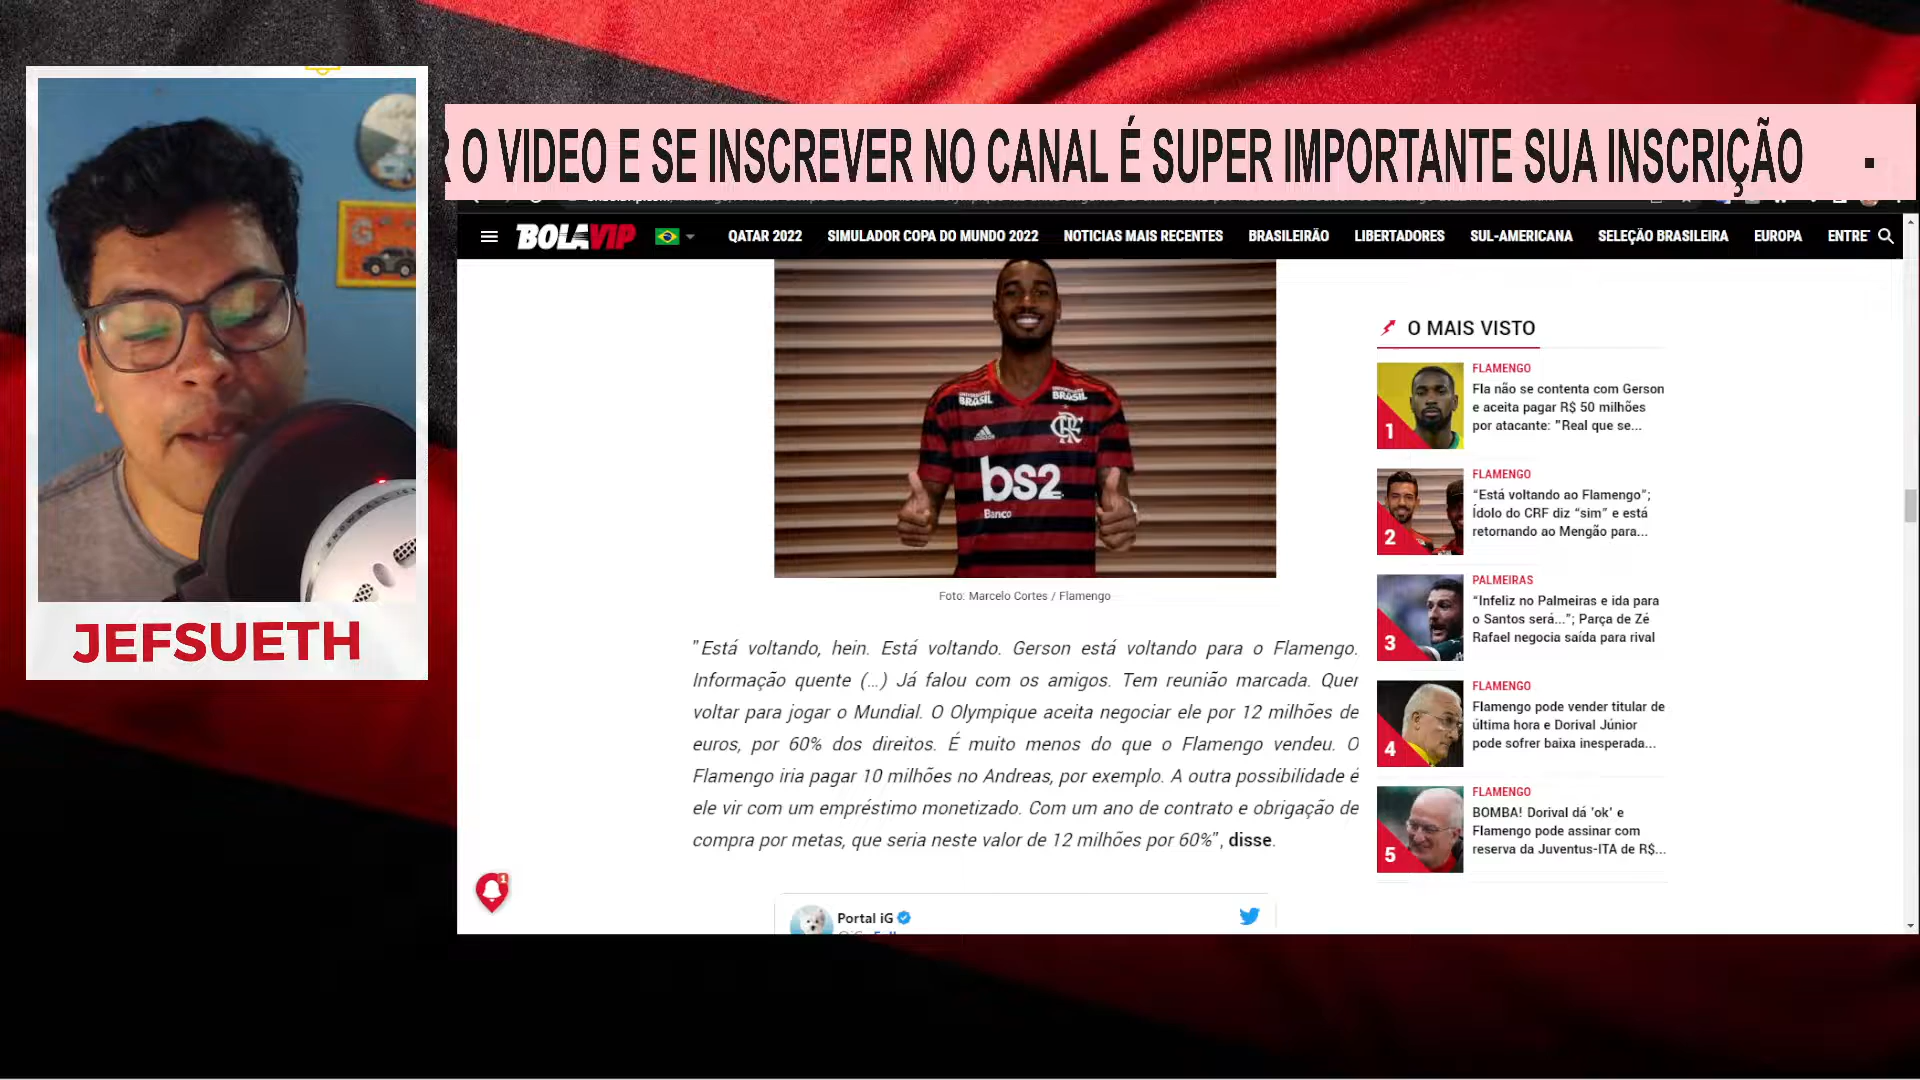 O VIDEO E SE INSCREVER NO CANAL É SUPER IMPORTANTE SUA INSCRIÇÃO .
BOLAVIP QATAR 2022 SIMULADOR COPA DO MUNDO 2022 NOTICIAS MAIS RECENTES BRASILEIRÃO LIBERTADORES SUL-AMERICANA SELEÇÃO BRASILEIRA EUROPA ENTRE
BRASIL BRASIL
CRF
bs2
Banco
Foto: Marcelo Cortes / Flamengo
"Está voltando, hein. Está voltando. Gerson está voltando para o Flamengo.
Informação quente (...) Já falou com os amigos. Tem reunião marcada. Quer
voltar para jogar o Mundial. O Olympique aceita negociar ele por 12 milhões de
euros, por 60% dos direitos. É muito menos do que o Flamengo vendeu. O
Flamengo iria pagar 10 milhões no Andreas, por exemplo. A outra possibilidade é
ele vir com um empréstimo monetizado. Com um ano de contrato e obrigação de
compra por metas, que seria neste valor de 12 milhões por 60%", disse.
1
Portal iG
O MAIS VISTO
1
FLAMENGO
Fla não se contenta com Gerson
e aceita pagar R$ 50 milhões
por atacante: "Real que se...
2
FLAMENGO
“Está voltando ao Flamengo”;
Ídolo do CRF diz “sim” e está
retornando ao Mengão para...
3
PALMEIRAS
“Infeliz no Palmeiras e ida para
o Santos será...”; Parça de Zé
Rafael negocia saída para rival
4
FLAMENGO
Flamengo pode vender titular de
última hora e Dorival Júnior
pode sofrer baixa inesperada...
5
FLAMENGO
BOMBA! Dorival dá 'ok' e
Flamengo pode assinar com
reserva da Juventus-ITA de R$...
JEFSUETH